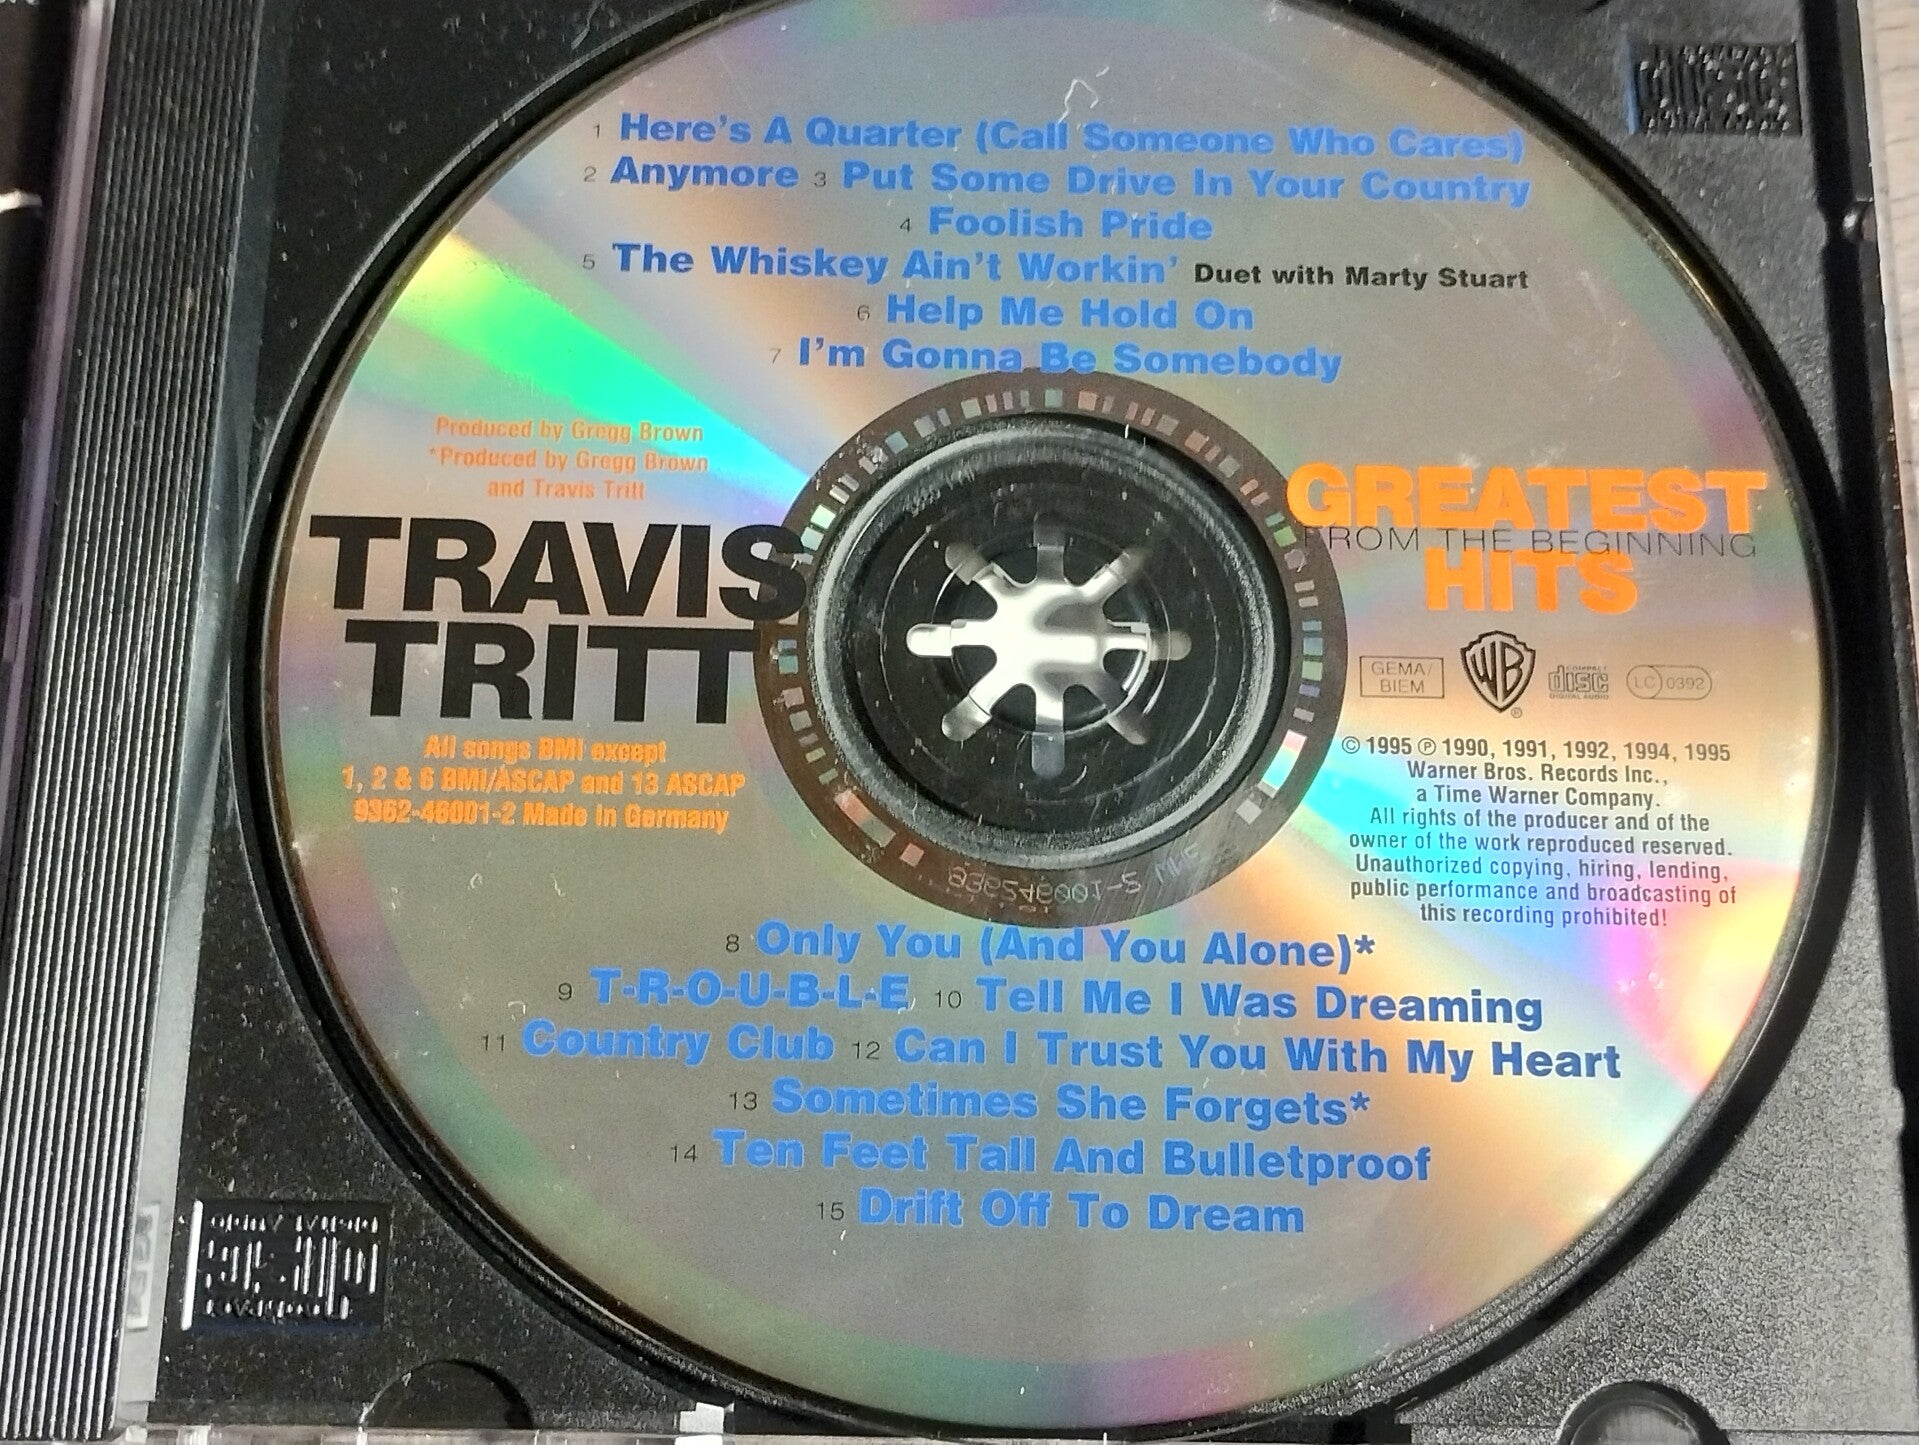 1 Here's A Quarter (Call Someone Who Cares)
2 Anymore 3 Put Some Drive In Your Country
4 Foolish Pride
5 The Whiskey Ain't Workin' Duet with Marty Stuart
6 Help Me Hold On
7 I'm Gonna Be Somebody
Produced by Gregg Brown
*Produced by Gregg Brown
and Travis Tritt
TRAVIS
TRITT
All songs BMI except
1, 2 & 6 BMI/ASCAP and 13 ASCAP
9362-46001-2 Made in Germany
GREATEST
FROM THE BEGINNING
HITS
GEMA/
BIEM
WB
®
COMPACT
disc
DIGITAL AUDIO
LC 0392
© 1995 ℗ 1990, 1991, 1992, 1994, 1995
Warner Bros. Records Inc.,
a Time Warner Company.
All rights of the producer and of the
owner of the work reproduced reserved.
Unauthorized copying, hiring, lending,
public performance and broadcasting of
this recording prohibited!
936246001-2
8 Only You (And You Alone)*
9 T-R-O-U-B-L-E 10 Tell Me I Was Dreaming
11 Country Club 12 Can I Trust You With My Heart
13 Sometimes She Forgets*
14 Ten Feet Tall And Bulletproof
15 Drift Off To Dream